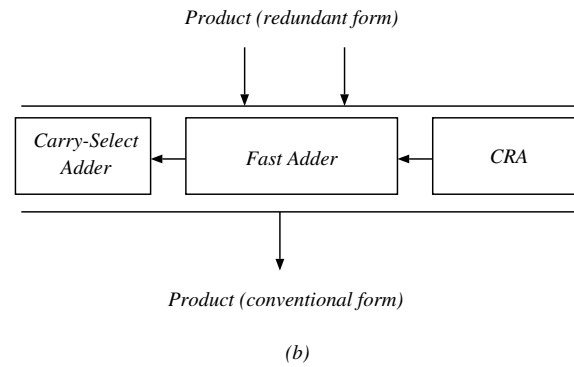 Product (redundant form)
Carry-Select
Adder
Fast Adder
CRA
Product (conventional form)
(b)